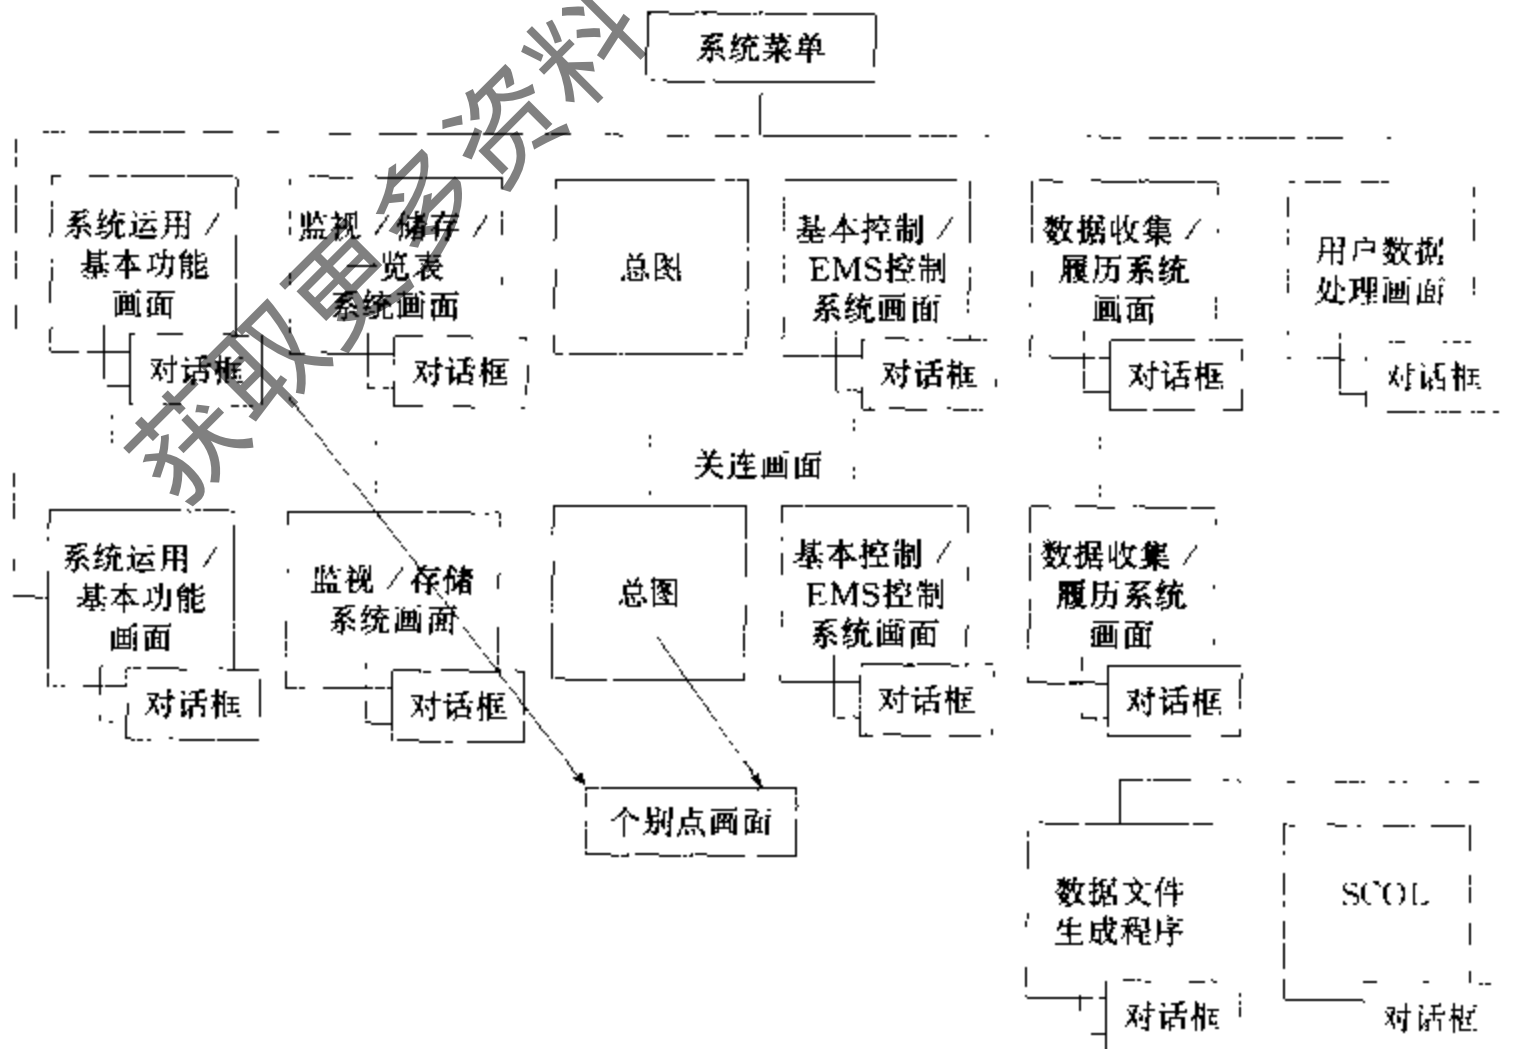 系统菜单
系统运用/
基本功能
画面
对话框
监视/储存/
一览表
系统画面
对话框
总图
基本控制/
EMS控制
系统画面
对话框
数据收集/
履历系统
画面
对话框
用户数据
处理画面
对话框
关连画面
系统运用/
基本功能
画面
对话框
监视/存储
系统画面
对话框
总图
基本控制/
EMS控制
系统画面
对话框
数据收集/
履历系统
画面
对话框
个别点画面
数据文件
生成程序
对话框
SCOL
对话框
获取更多资料